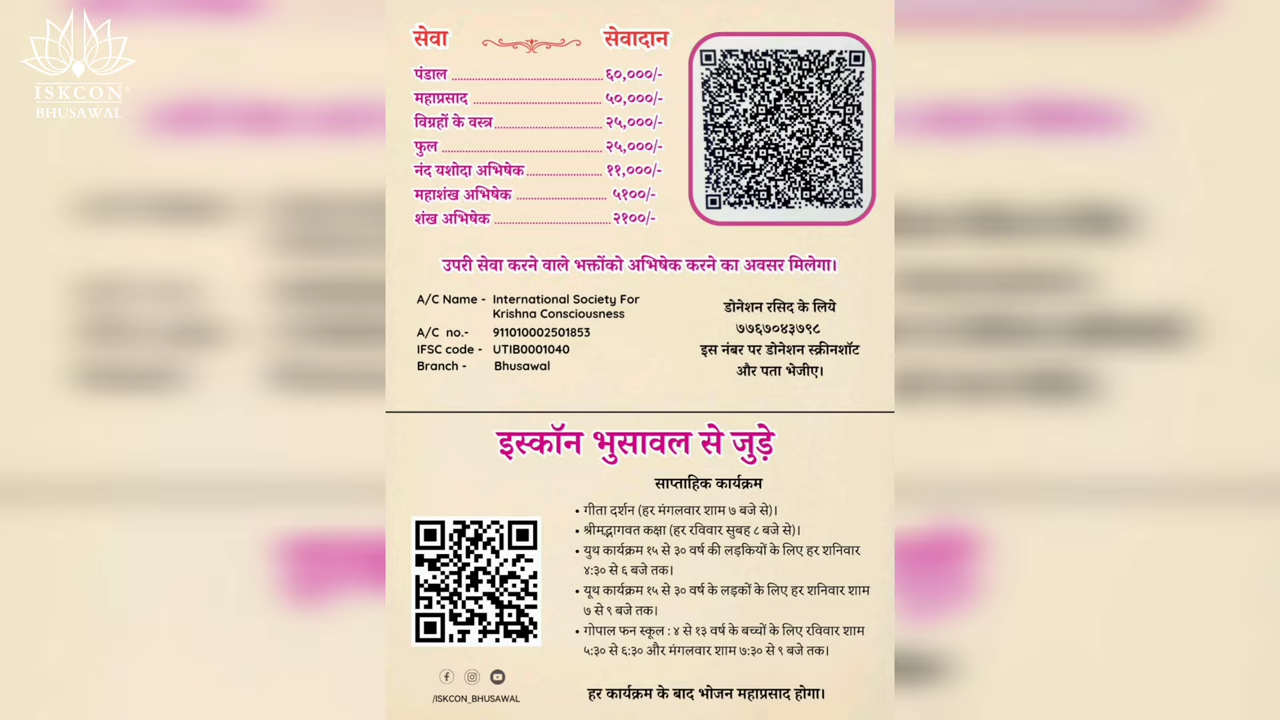 ISKCON
BHUSAWAL
सेवा सेवादान
पंडाल ६०,०००/-
महाप्रसाद ५०,०००/-
विग्रहों के वस्त्र २५,०००/-
फुल २५,०००/-
नंद यशोदा अभिषेक ११,०००/-
महाशंख अभिषेक ५१००/-
शंख अभिषेक २१००/-
उपरी सेवा करने वाले भक्तोंको अभिषेक करने का अवसर मिलेगा।
A/C Name - International Society For
Krishna Consciousness
A/C no.- 911010002501853
IFSC code - UTIB0001040
Branch - Bhusawal
डोनेशन रसिद के लिये
७७६७०४३७९८
इस नंबर पर डोनेशन स्क्रीनशॉट
और पता भेजीए।
इस्कॉन भुसावल से जुड़े
साप्ताहिक कार्यक्रम
• गीता दर्शन (हर मंगलवार शाम ७ बजे से)।
• श्रीमद्भागवत कक्षा (हर रविवार सुबह ८ बजे से)।
• युथ कार्यक्रम १५ से ३० वर्ष की लड़कियों के लिए हर शनिवार
४:३० से ६ बजे तक।
• यूथ कार्यक्रम १५ से ३० वर्ष के लड़कों के लिए हर शनिवार शाम
७ से ९ बजे तक।
• गोपाल फन स्कूल : ४ से १३ वर्ष के बच्चों के लिए रविवार शाम
५:३० से ६:३० और मंगलवार शाम ७:३० से ९ बजे तक।
हर कार्यक्रम के बाद भोजन महाप्रसाद होगा।
/ISKCON_BHUSAWAL